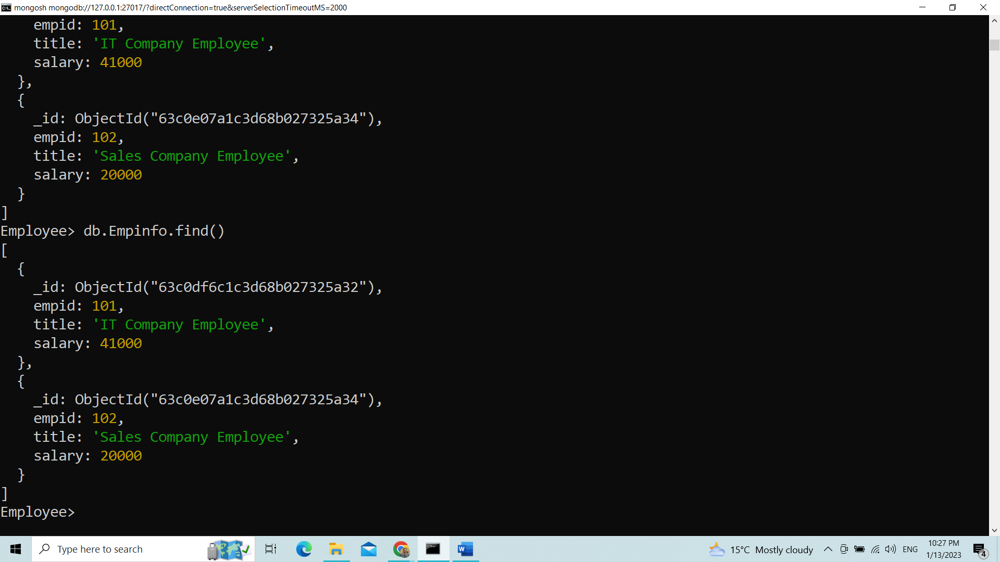 mongosh mongodb://127.0.0.1:27017/?directConnection=true&serverSelectionTimeoutMS=2000
    empid: 101,
    title: 'IT Company Employee',
    salary: 41000
  },
  {
    _id: ObjectId("63c0e07a1c3d68b027325a34"),
    empid: 102,
    title: 'Sales Company Employee',
    salary: 20000
  }
]
Employee> db.Empinfo.find()
[
  {
    _id: ObjectId("63c0df6c1c3d68b027325a32"),
    empid: 101,
    title: 'IT Company Employee',
    salary: 41000
  },
  {
    _id: ObjectId("63c0e07a1c3d68b027325a34"),
    empid: 102,
    title: 'Sales Company Employee',
    salary: 20000
  }
]
Employee>
Type here to search
15°C Mostly cloudy
ENG
10:27 PM
1/13/2023
4